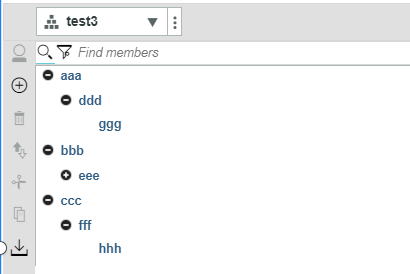 test3
Find members
aaa
ddd
ggg
bbb
eee
ccc
fff
hhh